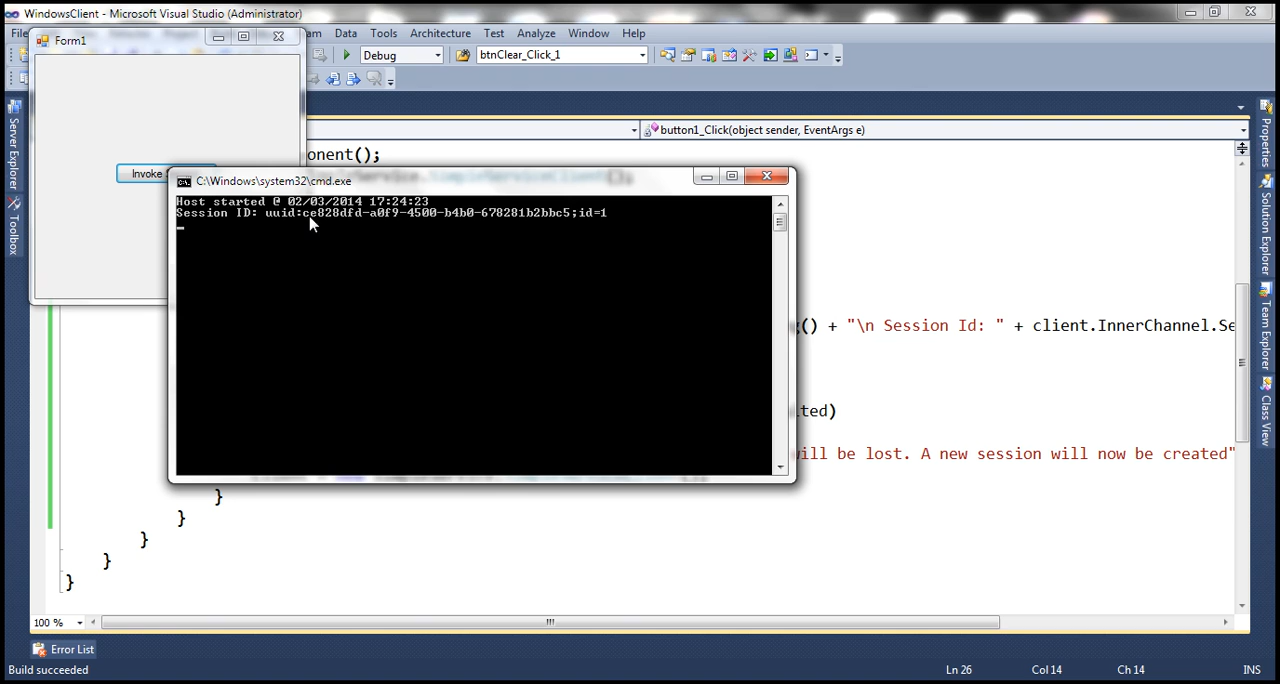 WindowsClient - Microsoft Visual Studio (Administrator)
Data Tools Architecture Test Analyze Window Help
Form1
Debug
btnClear_Click_1
button1_Click(object sender, EventArgs e)
Server Explorer
Toolbox
Properties
Solution Explorer
Team Explorer
Class View
onent();
Invoke
C:\Windows\system32\cmd.exe
Host started @ 02/03/2014 17:24:23
Session ID: uuid:ce828dfd-a0f9-4500-b4b0-678281b2bbc5;id=1
() + "\n Session Id: " + client.InnerChannel.Se
ted)
ill be lost. A new session will now be created"
}
}
}
}
}
100 %
Error List
Build succeeded
Ln 26
Col 14
Ch 14
INS